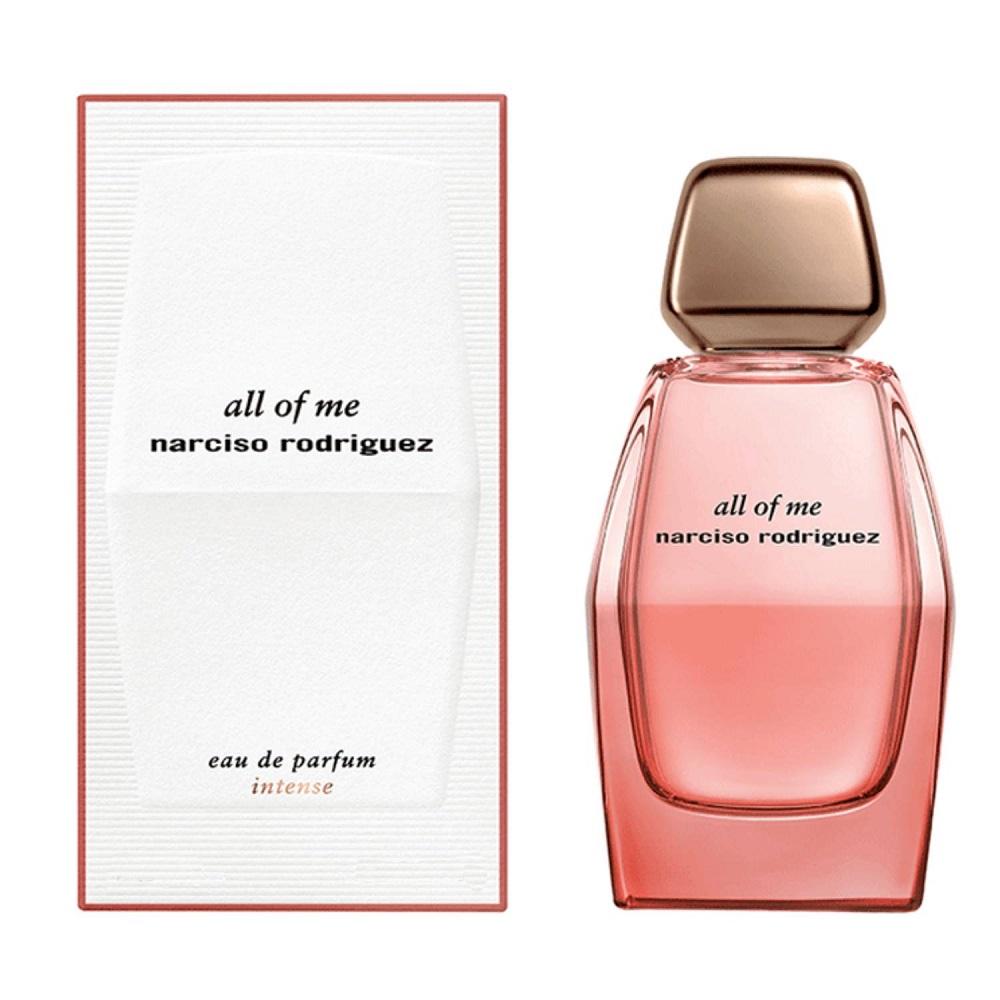 all of me
narciso rodriguez
eau de parfum
intense
all of me
narciso rodriguez